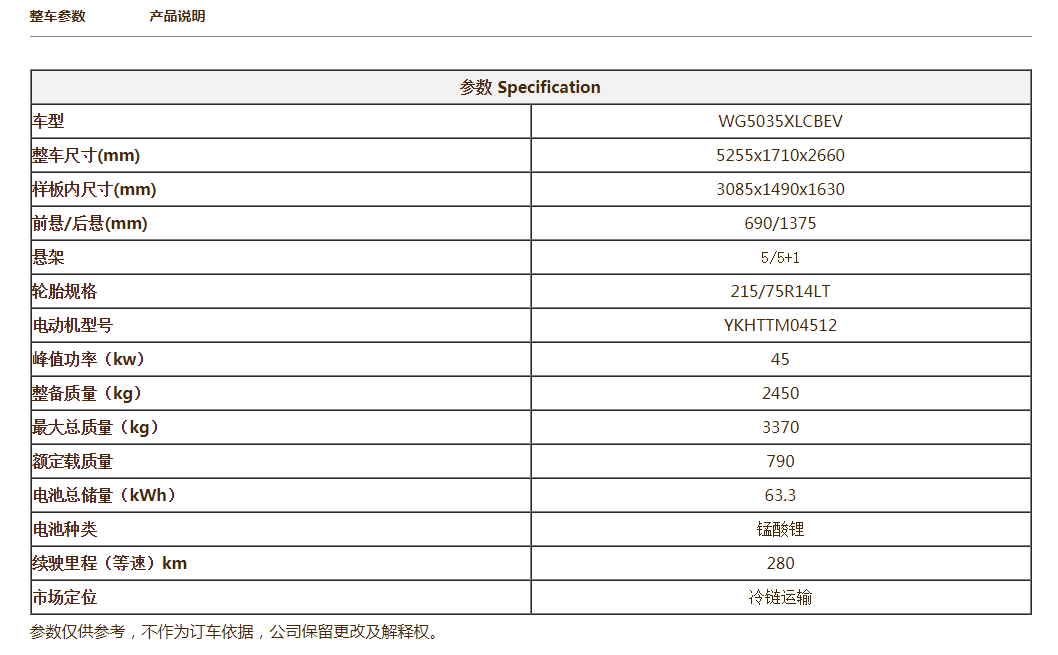 整车参数 产品说明
参数 Specification
车型 WG5035XLCBEV
整车尺寸(mm) 5255x1710x2660
样板内尺寸(mm) 3085x1490x1630
前悬/后悬(mm) 690/1375
悬架 5/5+1
轮胎规格 215/75R14LT
电动机型号 YKHTTM04512
峰值功率（kw） 45
整备质量（kg） 2450
最大总质量（kg） 3370
额定载质量 790
电池总储量（kWh） 63.3
电池种类 锰酸锂
续驶里程（等速）km 280
市场定位 冷链运输
参数仅供参考，不作为订车依据，公司保留更改及解释权。